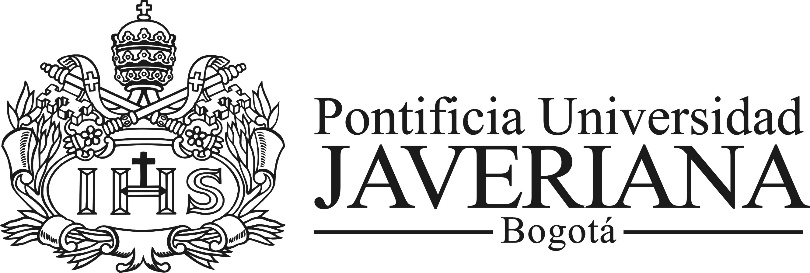 IHS
Pontificia Universidad
JAVERIANA
Bogotá